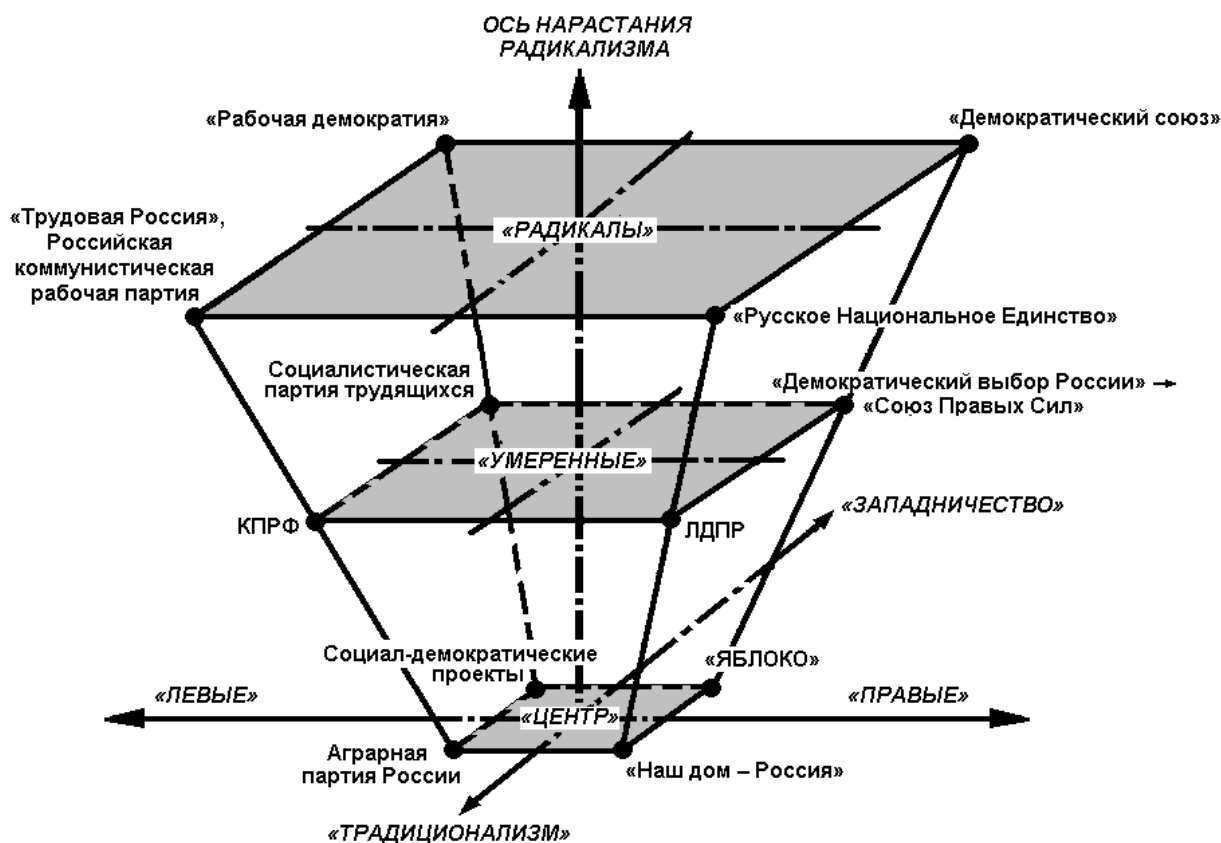 ОСЬ НАРАСТАНИЯ
РАДИКАЛИЗМА
«Рабочая демократия»
«Демократический союз»
«Трудовая Россия»,
Российская
коммунистическая
рабочая партия
«РАДИКАЛЫ»
«Русское Национальное Единство»
Социалистическая
партия трудящихся
«Демократический выбор России» →
«Союз Правых Сил»
«УМЕРЕННЫЕ»
КПРФ
ЛДПР
«ЗАПАДНИЧЕСТВО»
Социал-демократические
проекты
«ЯБЛОКО»
«ЛЕВЫЕ»
«ЦЕНТР»
«ПРАВЫЕ»
Аграрная
партия России
«Наш дом – Россия»
«ТРАДИЦИОНАЛИЗМ»